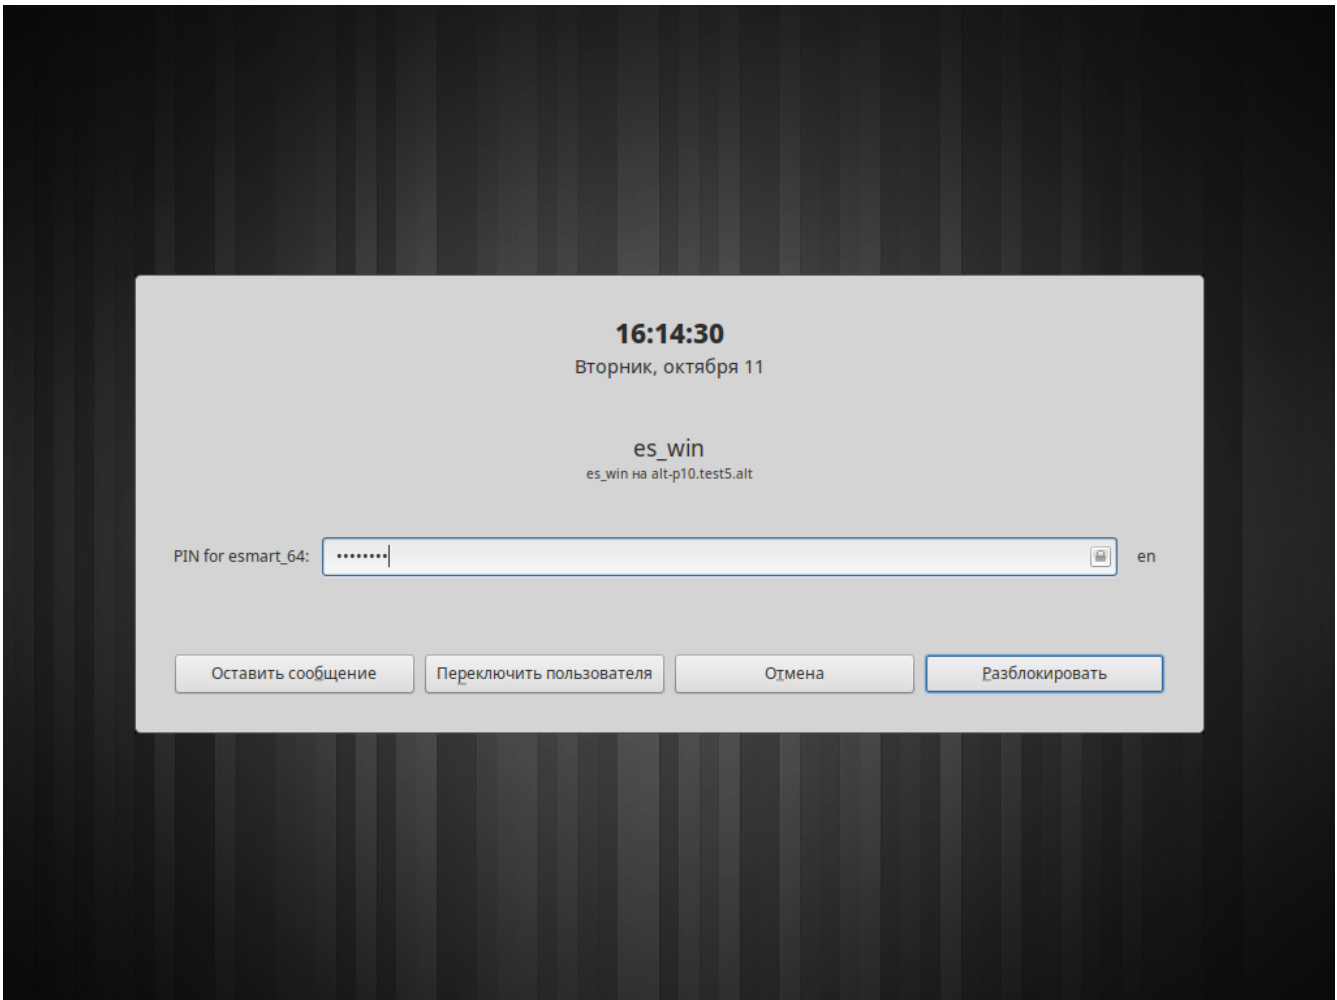 16:14:30
Вторник, октября 11
es_win
es_win на alt-p10.test5.alt
PIN for esmart_64: •••••••• en
Оставить сообщение Переключить пользователя Отмена Разблокировать